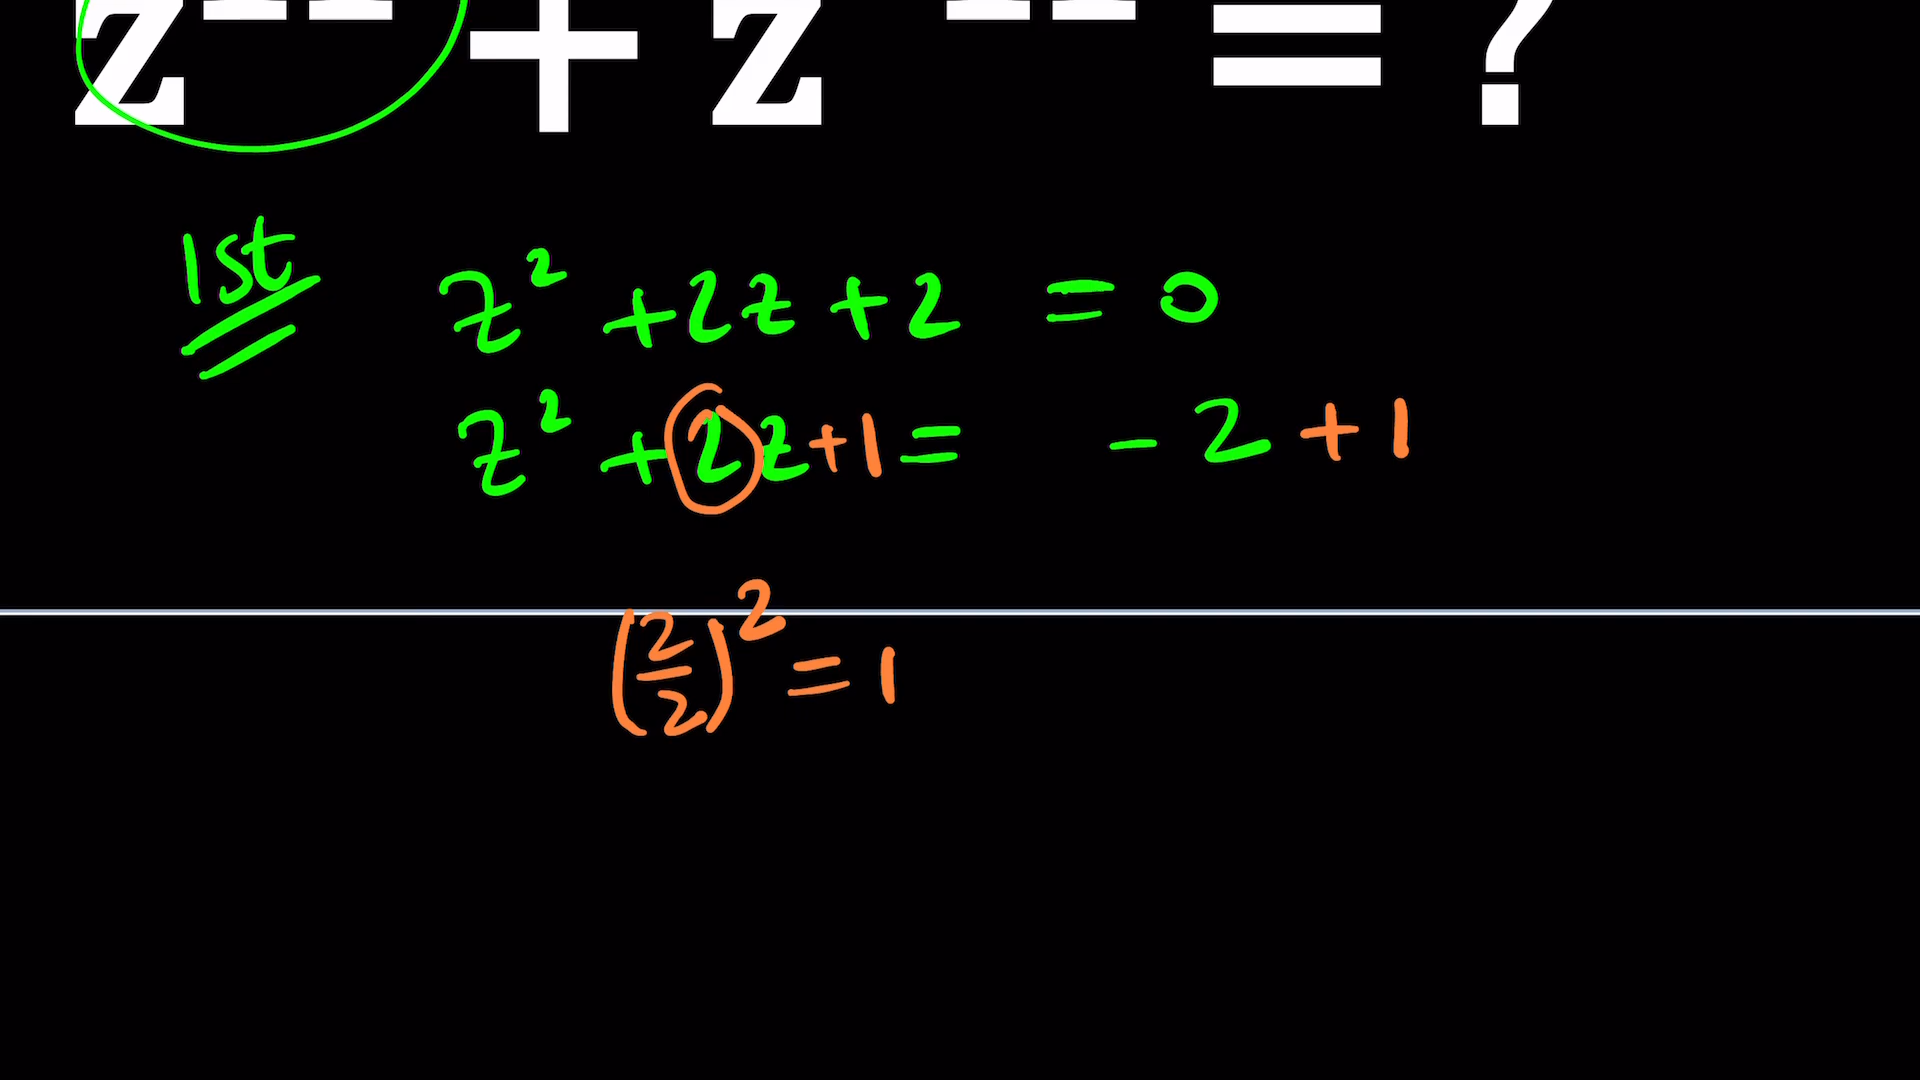 z + z = ?
1st z² + 2z + 2 = 0
z² + 2z + 1 = - 2 + 1
(2/2)² = 1